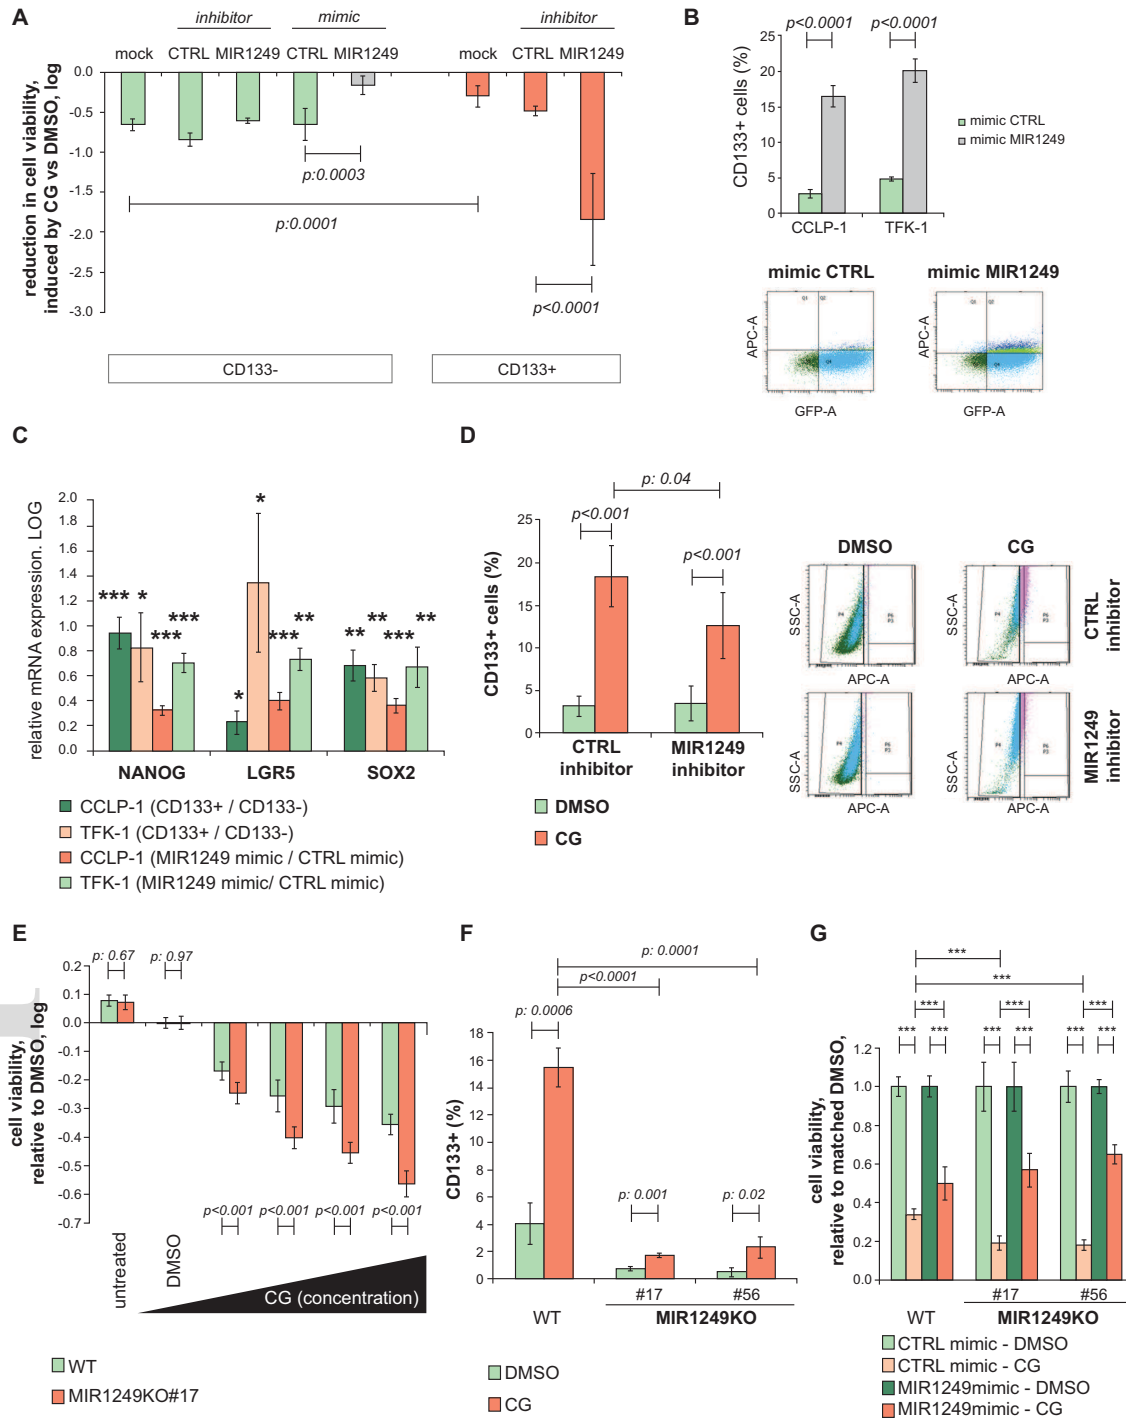 A
inhibitor
mimic
inhibitor
mock
CTRL
MIR1249
CTRL
MIR1249
mock
CTRL
MIR1249
0.0
-0.5
-1.0
-1.5
-2.0
-2.5
-3.0
reduction in cell viability,
induced by CG vs DMSO, log
p:0.0003
p:0.0001
p<0.0001
CD133-
CD133+
B
p<0.0001
p<0.0001
25
20
15
10
5
0
CD133+ cells (%)
mimic CTRL
mimic MIR1249
CCLP-1
TFK-1
mimic CTRL
mimic MIR1249
APC-A
GFP-A
APC-A
GFP-A
C
relative mRNA expression. LOG
2.0
1.8
1.6
1.4
1.2
1.0
0.8
0.6
0.4
0.2
0.0
*** * *** ***
* * *** **
** ** *** **
NANOG
LGR5
SOX2
CCLP-1 (CD133+ / CD133-)
TFK-1 (CD133+ / CD133-)
CCLP-1 (MIR1249 mimic / CTRL mimic)
TFK-1 (MIR1249 mimic/ CTRL mimic)
D
p: 0.04
p<0.001
p<0.001
CD133+ cells (%)
25
20
15
10
5
0
CTRL
inhibitor
MIR1249
inhibitor
DMSO
CG
DMSO
CG
SSC-A
APC-A
SSC-A
APC-A
CTRL
inhibitor
SSC-A
APC-A
SSC-A
APC-A
MIR1249
inhibitor
E
p: 0.67
p: 0.97
cell viability,
relative to DMSO, log
0.2
0.1
0.0
-0.1
-0.2
-0.3
-0.4
-0.5
-0.6
-0.7
p<0.001
p<0.001
p<0.001
p<0.001
untreated
DMSO
CG (concentration)
WT
MIR1249KO#17
F
p: 0.0001
p<0.0001
p: 0.0006
p: 0.001
p: 0.02
CD133+ (%)
18
16
14
12
10
8
6
4
2
0
WT
#17
#56
MIR1249KO
DMSO
CG
G
***
***
*** *** ***
*** *** *** *** *** ***
cell viability,
relative to matched DMSO,
1.2
1.0
0.8
0.6
0.4
0.2
0
WT
#17
#56
MIR1249KO
CTRL mimic - DMSO
CTRL mimic - CG
MIR1249mimic - DMSO
MIR1249mimic - CG